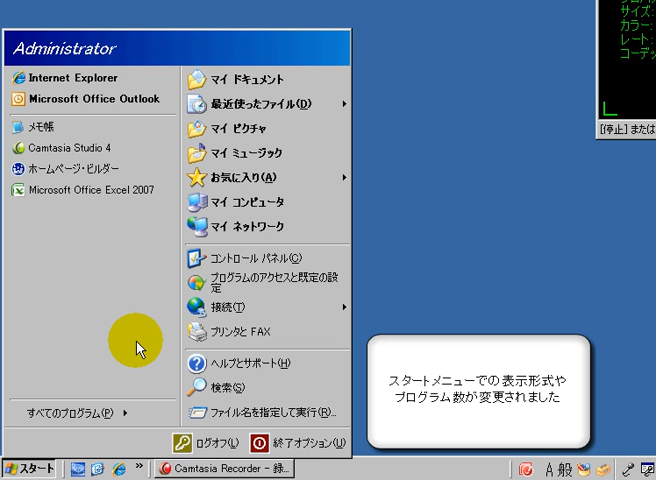 Administrator
Internet Explorer
Microsoft Office Outlook
メモ帳
Camtasia Studio 4
ホームページ・ビルダー
Microsoft Office Excel 2007
すべてのプログラム(P)
マイ ドキュメント
最近使ったファイル(D)
マイ ピクチャ
マイ ミュージック
お気に入り(A)
マイ コンピュータ
マイ ネットワーク
コントロール パネル(C)
プログラムのアクセスと既定の設
定
接続(T)
プリンタと FAX
ヘルプとサポート(H)
検索(S)
ファイル名を指定して実行(R)...
ログオフ(L)
終了オプション(U)
サイズ:
カラー:
レート:
コーデッ
[停止] または
スタートメニューでの表示形式や
プログラム数が変更されました
スタート
Camtasia Recorder - 録...
A 般